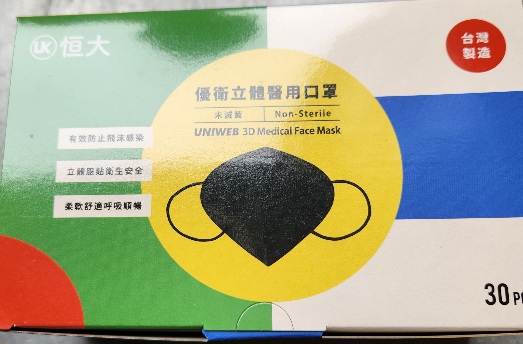 UK 恒大
台灣
製造
優衛立體醫用口罩
未滅菌 Non-Sterile
UNIWEB 3D Medical Face Mask
有效防止飛沫感染
立體服貼衛生安全
柔軟舒適呼吸順暢
30